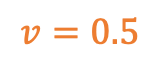 𝑣 = 0.5